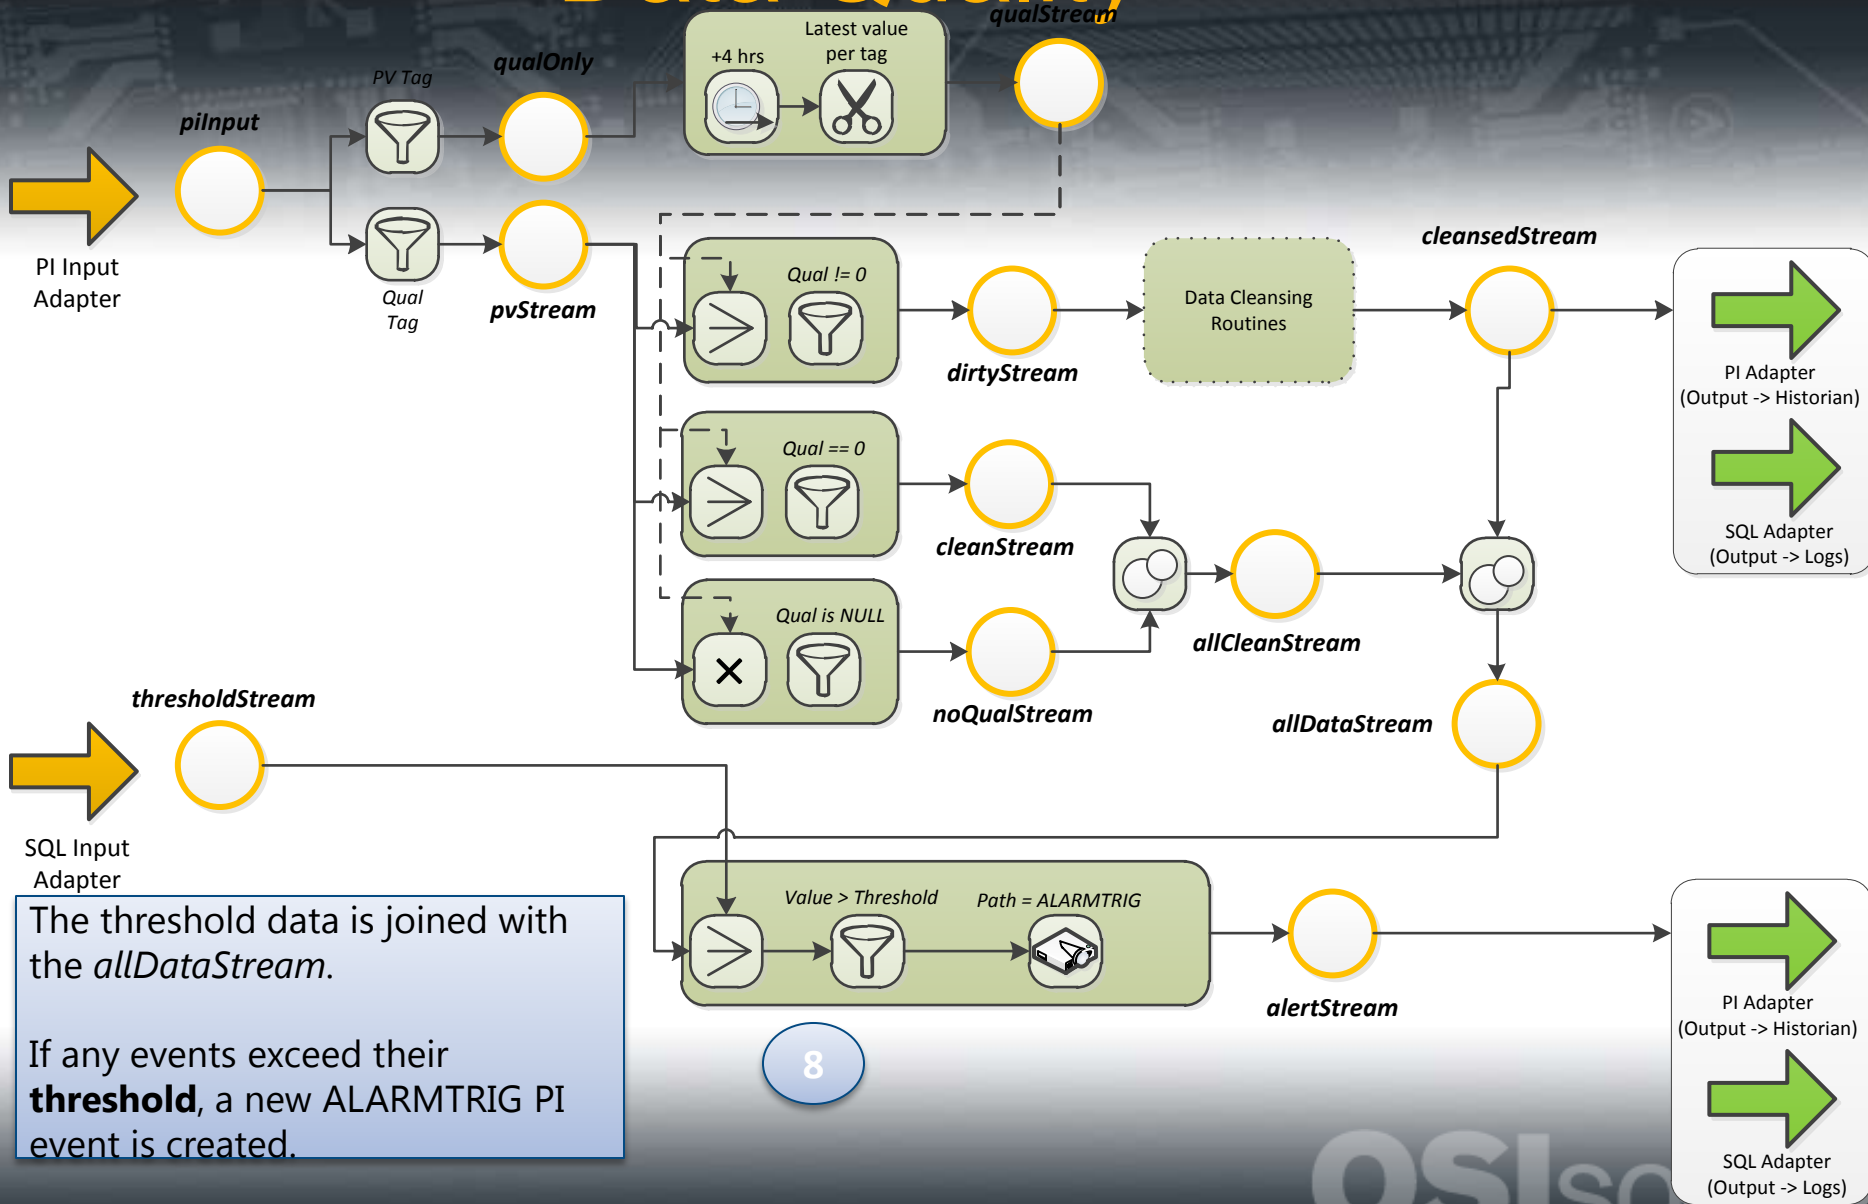 Data Quality
qualStream
Latest value
per tag
+4 hrs
qualOnly
PV Tag
piInput
PI Input
Adapter
Qual
Tag
pvStream
Qual != 0
dirtyStream
Data Cleansing
Routines
cleansedStream
PI Adapter
(Output -> Historian)
SQL Adapter
(Output -> Logs)
Qual == 0
cleanStream
Qual is NULL
noQualStream
allCleanStream
allDataStream
thresholdStream
SQL Input
Adapter
Value > Threshold
Path = ALARMTRIG
alertStream
PI Adapter
(Output -> Historian)
SQL Adapter
(Output -> Logs)
The threshold data is joined with
the allDataStream.
If any events exceed their
threshold, a new ALARMTRIG PI
event is created.
8